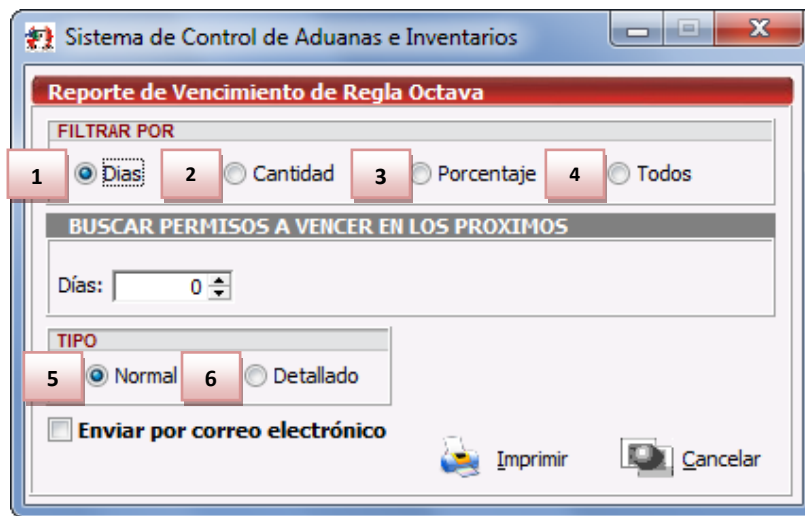 Sistema de Control de Aduanas e Inventarios
Reporte de Vencimiento de Regla Octava
FILTRAR POR
1 Dias 2 Cantidad 3 Porcentaje 4 Todos
BUSCAR PERMISOS A VENCER EN LOS PROXIMOS
Días: 0
TIPO
5 Normal 6 Detallado
Enviar por correo electrónico
Imprimir Cancelar